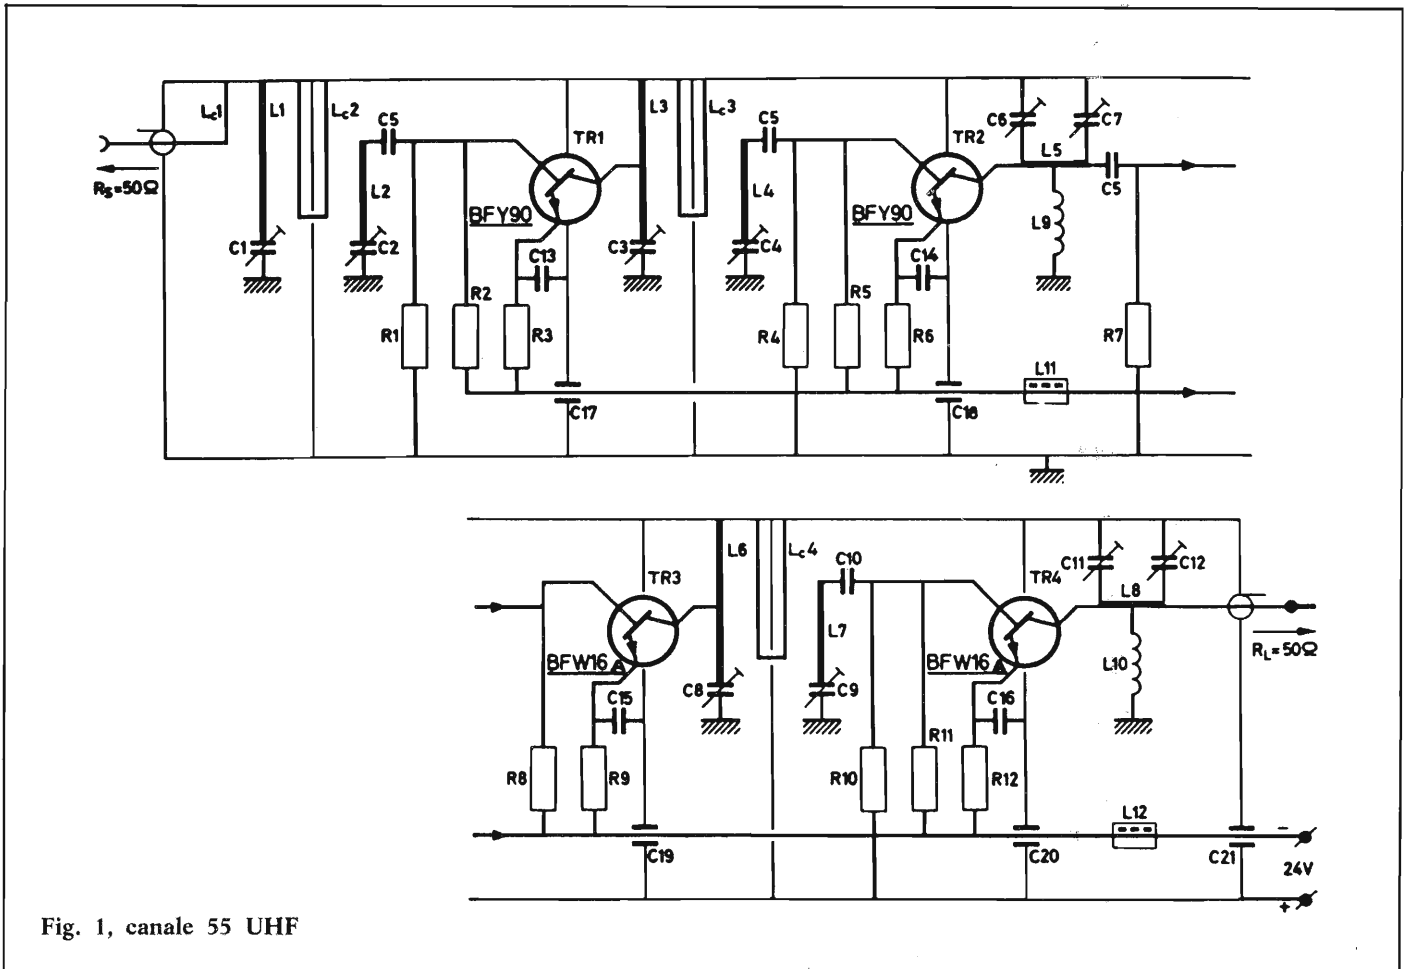 Lc1
L1
Lc2
C5
L2
TR1
L3
Lc3
C5
L4
TR2
C6
C7
L5
C5
RS=50Ω
BFY90
BFY90
L9
C1
C2
C13
C3
C4
C14
R1
R2
R3
R4
R5
R6
L11
R7
C17
C18
TR3
L6
Lc4
C10
TR4
C11
C12
L8
L7
BFW16A
BFW16A
L10
RL=50Ω
C8
C15
C9
C16
R8
R9
R10
R11
R12
L12
C19
C20
C21
−
24V
+
Fig. 1, canale 55 UHF